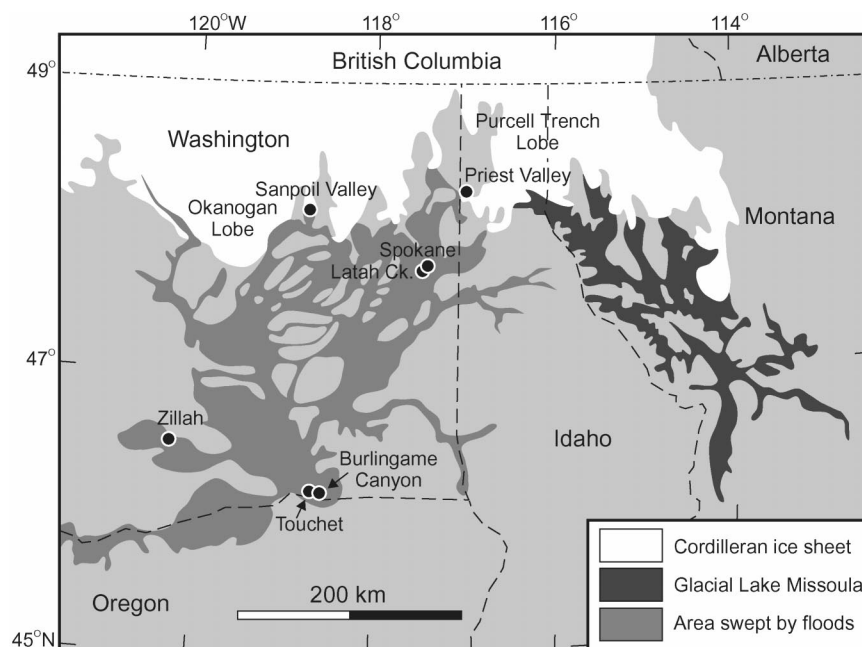 120°W
118°
116°
114°
49°
British Columbia
Alberta
Washington
Purcell Trench
Lobe
Sanpoil Valley
Priest Valley
Okanogan
Lobe
Montana
Spokane
Latah Ck.
47°
Zillah
Idaho
Burlingame
Canyon
Touchet
200 km
Oregon
45°N
Cordilleran ice sheet
Glacial Lake Missoula
Area swept by floods